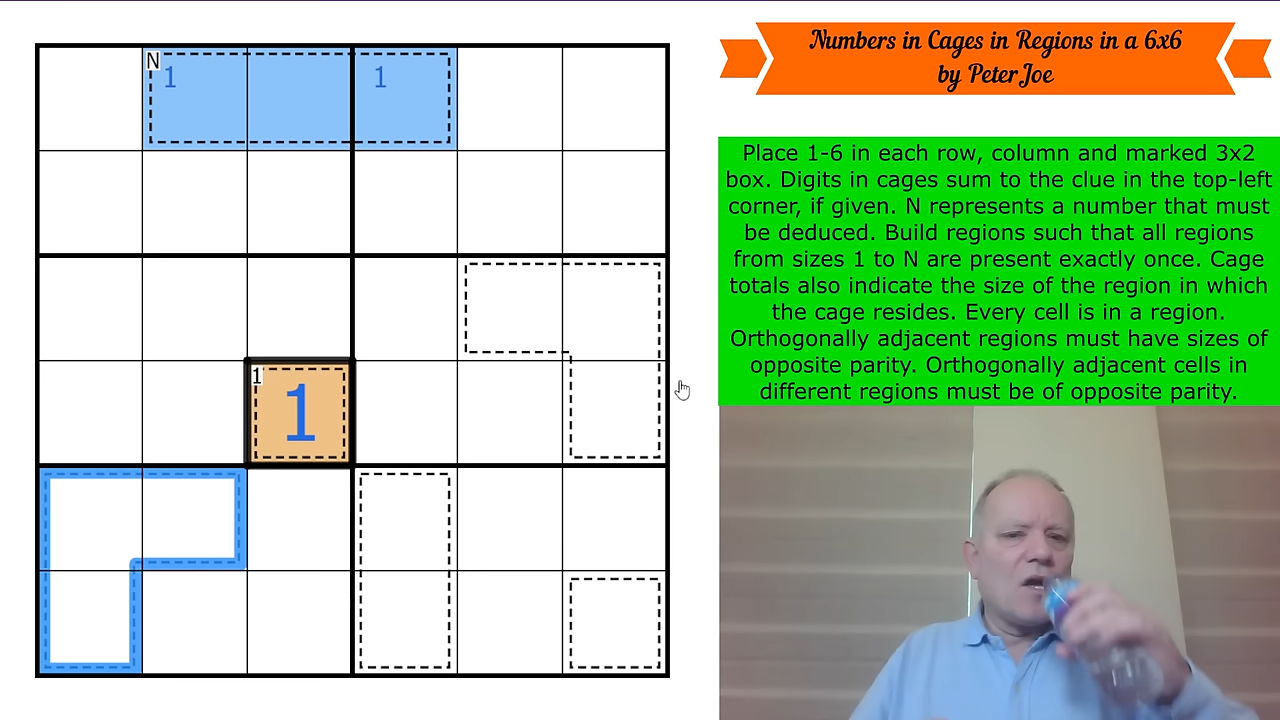 Numbers in Cages in Regions in a 6x6
by PeterJoe
Place 1-6 in each row, column and marked 3x2
box. Digits in cages sum to the clue in the top-left
corner, if given. N represents a number that must
be deduced. Build regions such that all regions
from sizes 1 to N are present exactly once. Cage
totals also indicate the size of the region in which
the cage resides. Every cell is in a region.
Orthogonally adjacent regions must have sizes of
opposite parity. Orthogonally adjacent cells in
different regions must be of opposite parity.
N
1 1
1
1